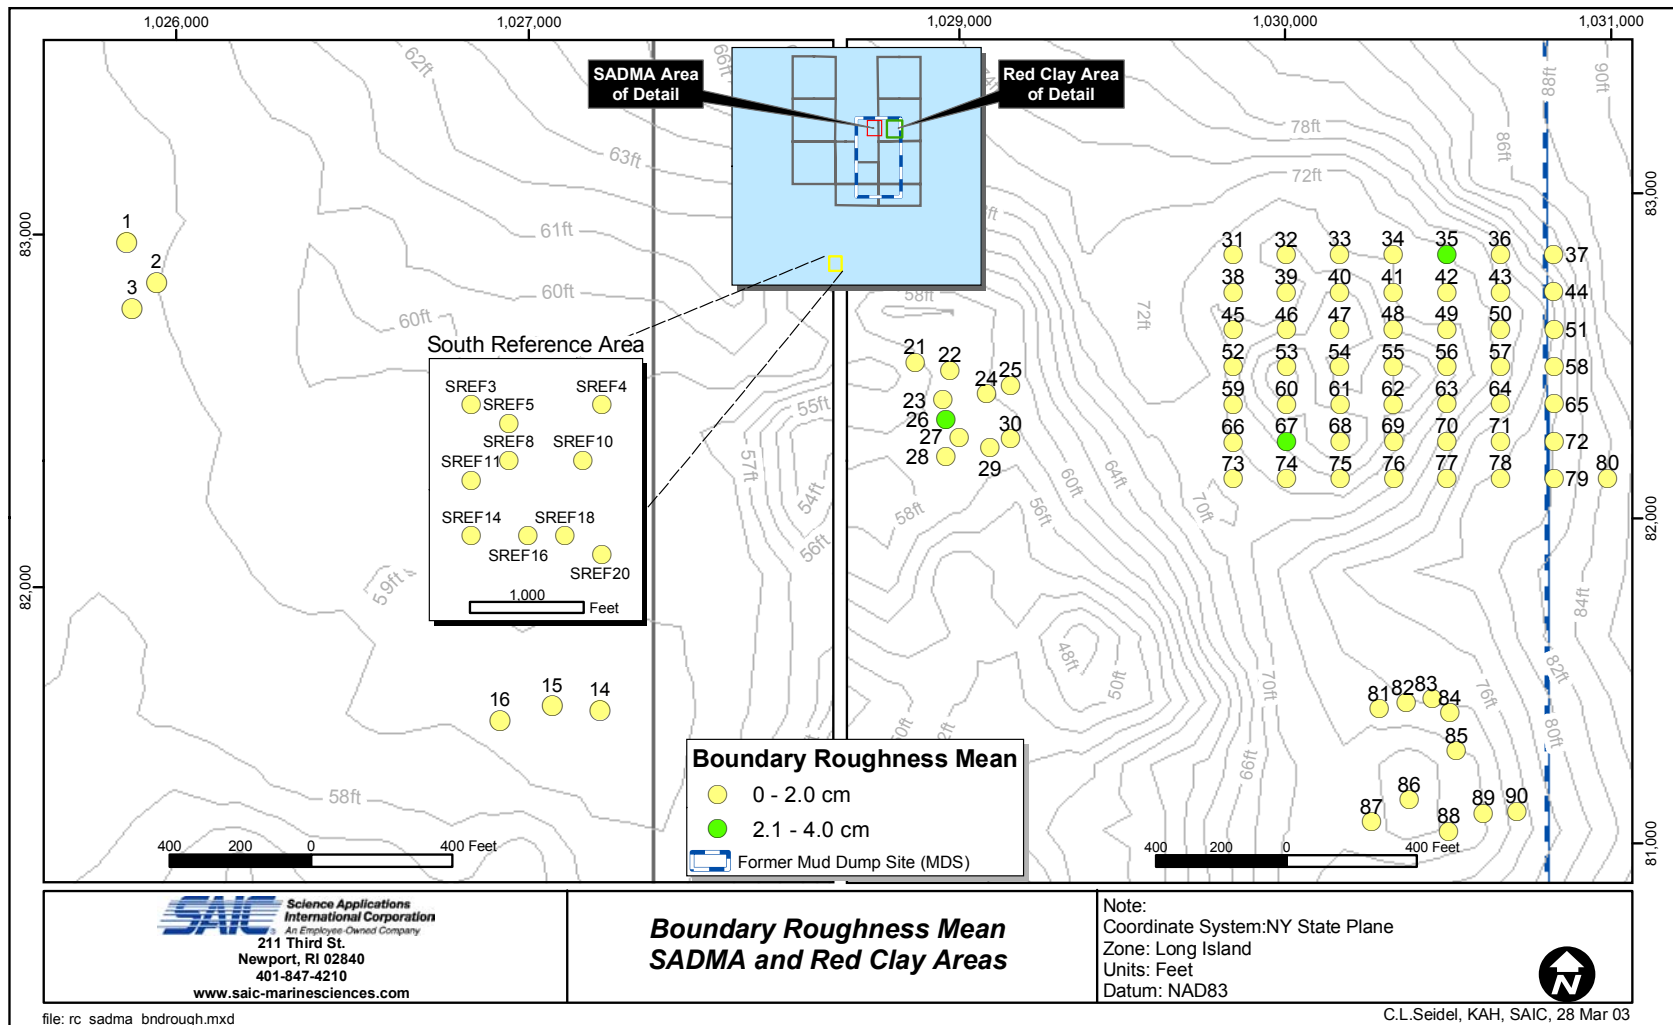 1,026,000
1,027,000
1,029,000
1,030,000
1,031,000
83,000
82,000
83,000
82,000
81,000
62ft
66ft
63ft
61ft
60ft
60ft
59ft
58ft
55ft
57ft
54ft
56ft
SADMA Area
of Detail
Red Clay Area
of Detail
1
2
3
16
15
14
South Reference Area
SREF3
SREF4
SREF5
SREF8
SREF10
SREF11
SREF14
SREF18
SREF16
SREF20
1,000
Feet
400 200 0 400 Feet
78ft
86ft
88ft
90ft
72ft
72ft
58ft
64ft
60ft
56ft
58ft
70ft
48ft
50ft
70ft
66ft
76ft
80ft
82ft
84ft
21
22
24
25
23
26
27
30
28
29
31 32 33 34 35 36 37
38 39 40 41 42 43 44
45 46 47 48 49 50 51
52 53 54 55 56 57 58
59 60 61 62 63 64 65
66 67 68 69 70 71 72
73 74 75 76 77 78 79 80
81 82 83 84
85
86
87 88 89 90
400 200 0 400 Feet
Boundary Roughness Mean
0 - 2.0 cm
2.1 - 4.0 cm
Former Mud Dump Site (MDS)
SAIC
Science Applications
International Corporation
An Employee-Owned Company
211 Third St.
Newport, RI 02840
401-847-4210
www.saic-marinesciences.com
Boundary Roughness Mean
SADMA and Red Clay Areas
Note:
Coordinate System:NY State Plane
Zone: Long Island
Units: Feet
Datum: NAD83
N
file: rc_sadma_bndrough.mxd
C.L.Seidel, KAH, SAIC, 28 Mar 03